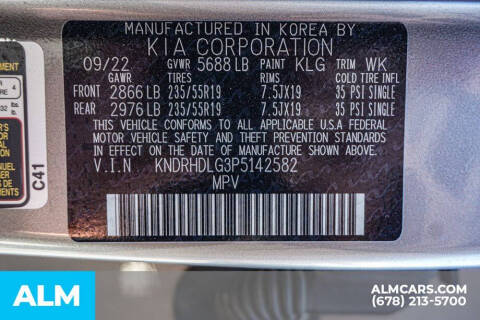 MANUFACTURED IN KOREA BY
KIA CORPORATION
09/22 GVWR 5688 LB PAINT KLG TRIM WK
GAWR TIRES RIMS COLD TIRE INFL
FRONT 2866 LB 235/55R19 7.5JX19 35 PSI SINGLE
REAR 2976 LB 235/55R19 7.5JX19 35 PSI SINGLE
THIS VEHICLE CONFORMS TO ALL APPLICABLE U.S.A FEDERAL
MOTOR VEHICLE SAFETY AND THEFT PREVENTION STANDARDS
IN EFFECT ON THE DATE OF MANUFACTURE SHOWN ABOVE.
V.I.N KNDRHDLG3P5142582
MPV
C41
ALM
ALMCARS.COM
(678) 213-5700